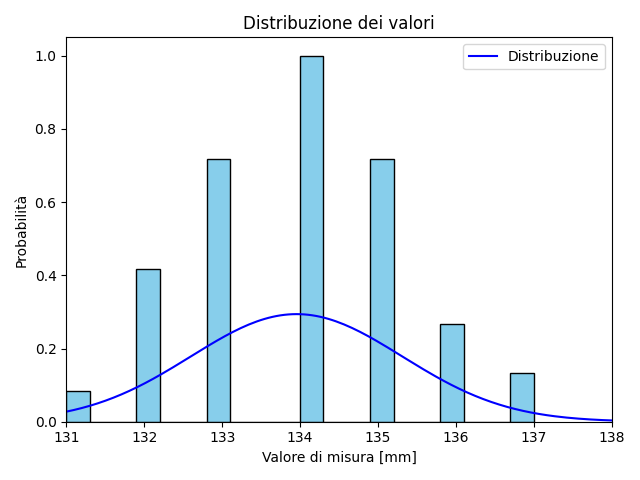 Distribuzione dei valori
Distribuzione
1.0
0.8
0.6
0.4
0.2
0.0
Probabilità
131 132 133 134 135 136 137 138
Valore di misura [mm]